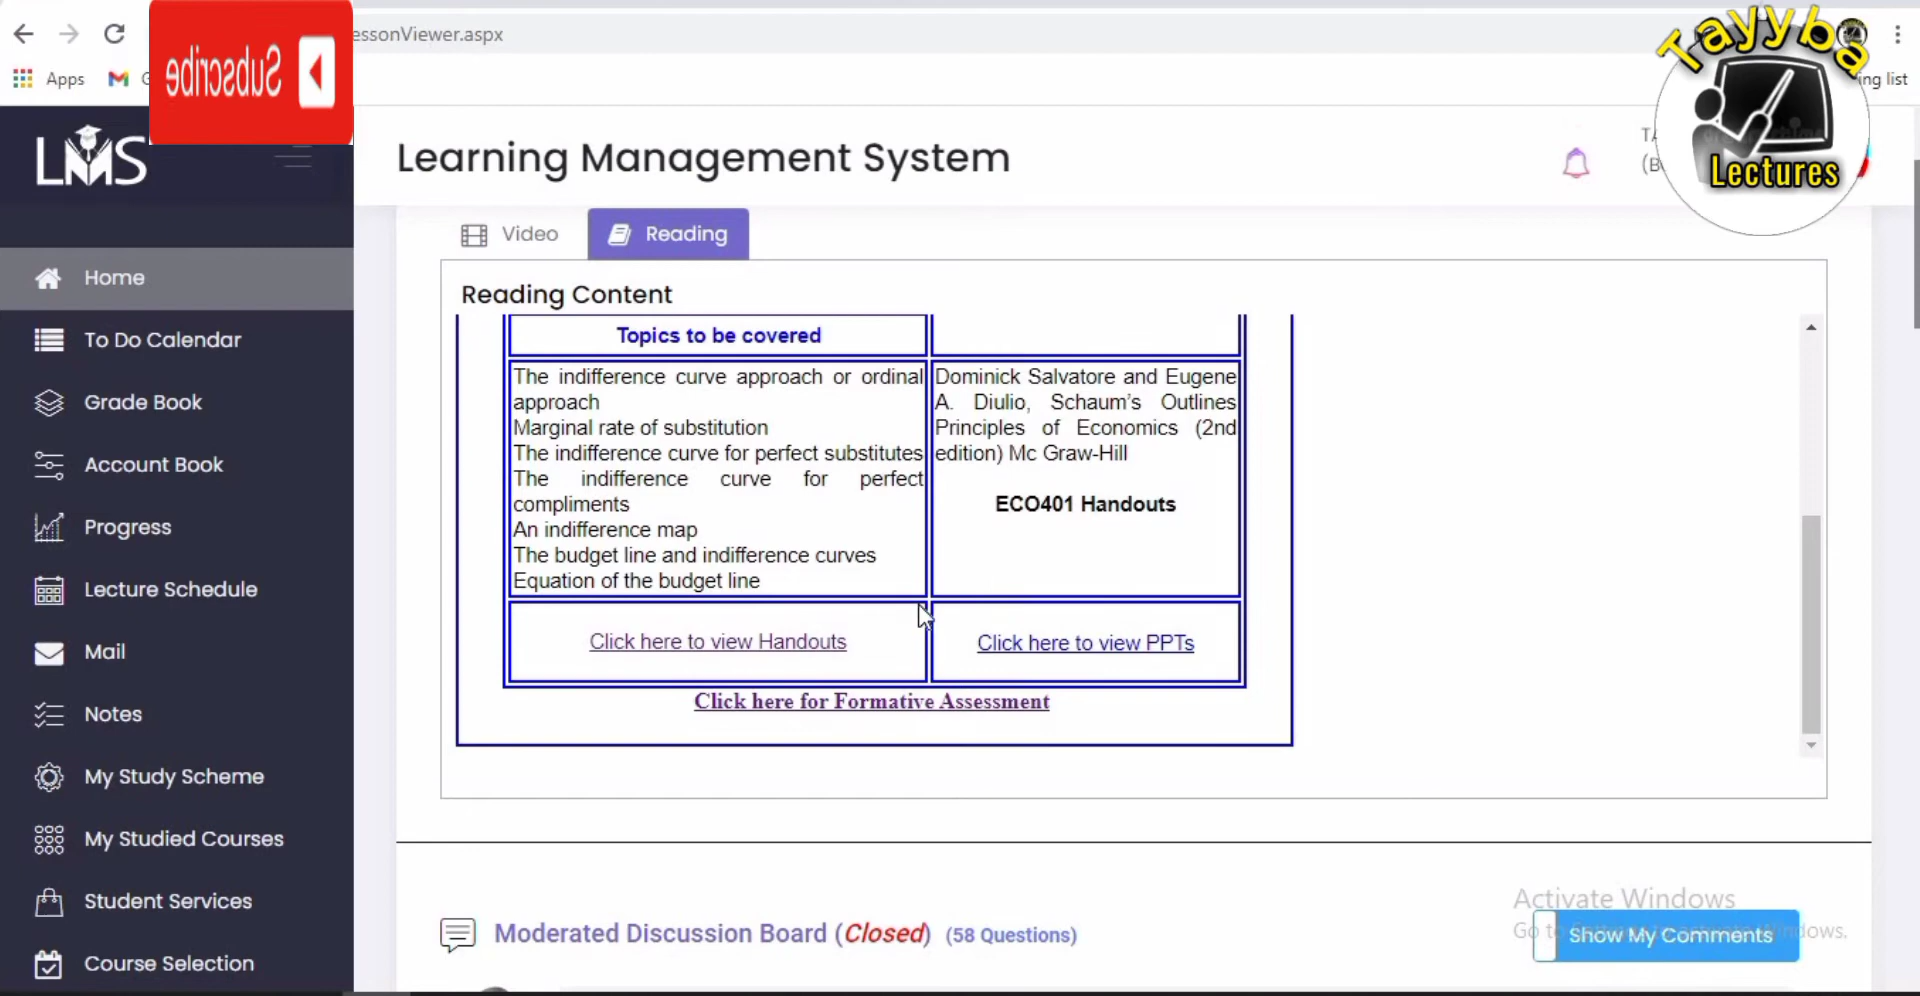 essonViewer.aspx
Apps
Subscribe
ing list
Tayyba
Lectures
LMS
Learning Management System
Home
To Do Calendar
Grade Book
Account Book
Progress
Lecture Schedule
Mail
Notes
My Study Scheme
My Studied Courses
Student Services
Course Selection
Video
Reading
Reading Content
Topics to be covered
The indifference curve approach or ordinal
approach
Marginal rate of substitution
The indifference curve for perfect substitutes
The indifference curve for perfect
compliments
An indifference map
The budget line and indifference curves
Equation of the budget line
Dominick Salvatore and Eugene
A. Diulio, Schaum's Outlines
Principles of Economics (2nd
edition) Mc Graw-Hill
ECO401 Handouts
Click here to view Handouts
Click here to view PPTs
Click here for Formative Assessment
Moderated Discussion Board (Closed) (58 Questions)
Activate Windows
Show My Comments